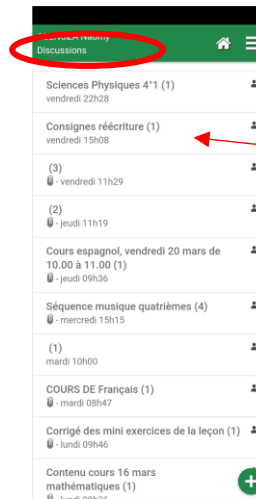 Naomy
Discussions
Sciences Physiques 4°1 (1)
vendredi 22h28
Consignes réécriture (1)
vendredi 15h08
(3)
- vendredi 11h29
(2)
- jeudi 11h19
Cours espagnol, vendredi 20 mars de
10.00 à 11.00 (1)
- jeudi 09h36
Séquence musique quatrièmes (4)
- mercredi 15h15
(1)
mardi 10h00
COURS DE Français (1)
- mardi 08h47
Corrigé des mini exercices de la leçon (1)
- lundi 09h46
Contenu cours 16 mars
mathématiques (1)